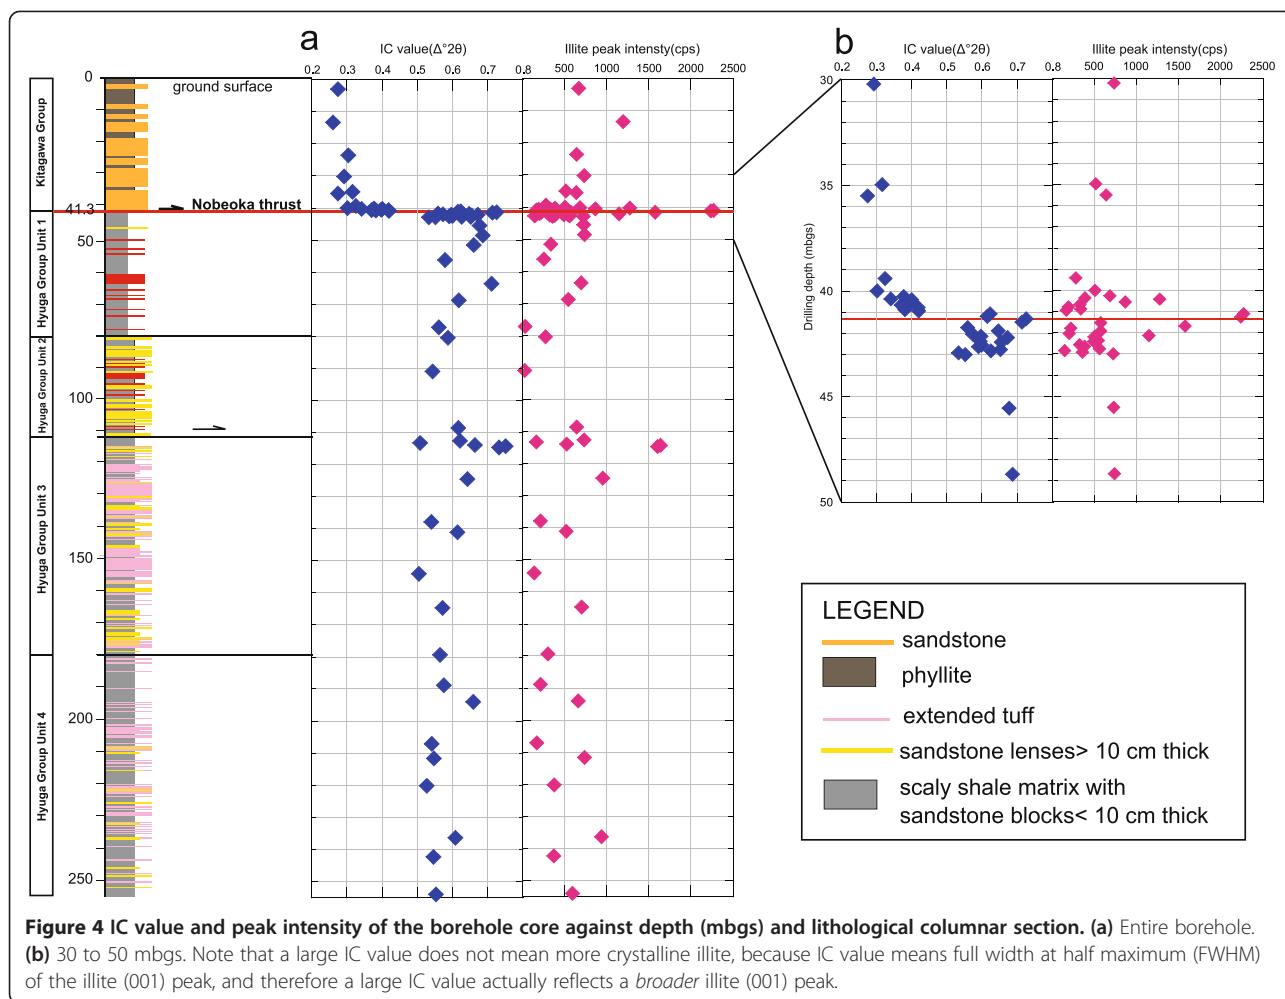 a
b
IC value(Δ°2θ)
Illite peak intensty(cps)
IC value(Δ°2θ)
Illite peak intensty(cps)
0.2 0.3 0.4 0.5 0.6 0.7 0.8 500 1000 1500 2000 2500
0.2 0.3 0.4 0.5 0.6 0.7 0.8 500 1000 1500 2000 2500
0
ground surface
Kitagawa Group
41.3
Nobeoka thrust
50
Hyuga Group Unit 1
Hyuga Group Unit 2
100
Hyuga Group Unit 3
150
200
Hyuga Group Unit 4
250
30
35
40
45
50
Drilling depth (mbgs)
LEGEND
sandstone
phyllite
extended tuff
sandstone lenses> 10 cm thick
scaly shale matrix with
sandstone blocks< 10 cm thick
Figure 4 IC value and peak intensity of the borehole core against depth (mbgs) and lithological columnar section. (a) Entire borehole.
(b) 30 to 50 mbgs. Note that a large IC value does not mean more crystalline illite, because IC value means full width at half maximum (FWHM)
of the illite (001) peak, and therefore a large IC value actually reflects a broader illite (001) peak.